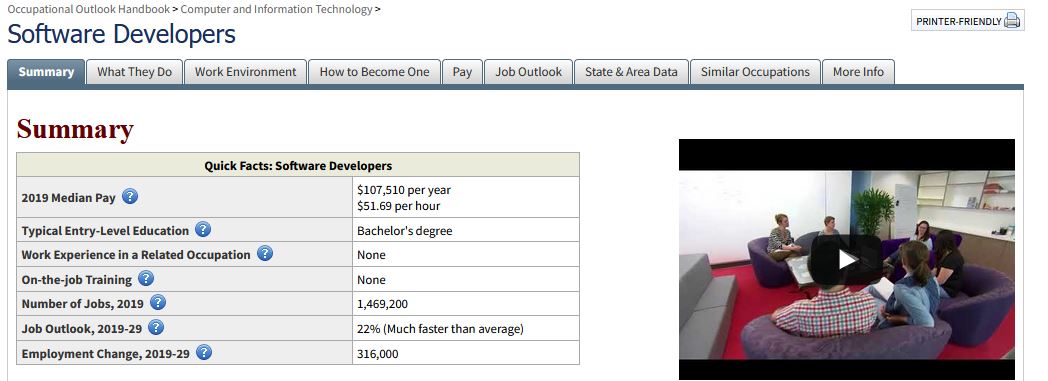 Occupational Outlook Handbook > Computer and Information Technology >
PRINTER-FRIENDLY
Software Developers
Summary What They Do Work Environment How to Become One Pay Job Outlook State & Area Data Similar Occupations More Info
Summary
Quick Facts: Software Developers
2019 Median Pay ? $107,510 per year
$51.69 per hour
Typical Entry-Level Education ? Bachelor's degree
Work Experience in a Related Occupation ? None
On-the-job Training ? None
Number of Jobs, 2019 ? 1,469,200
Job Outlook, 2019-29 ? 22% (Much faster than average)
Employment Change, 2019-29 ? 316,000